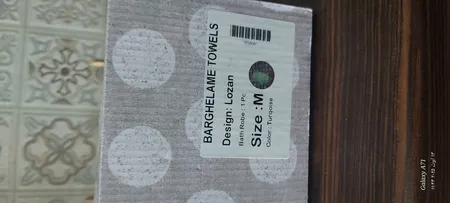 BARGHELAME TOWELS
Design: Lozan
Bath Robe : 1 Pc
Size :M
Color : Turquoise
Galaxy A71